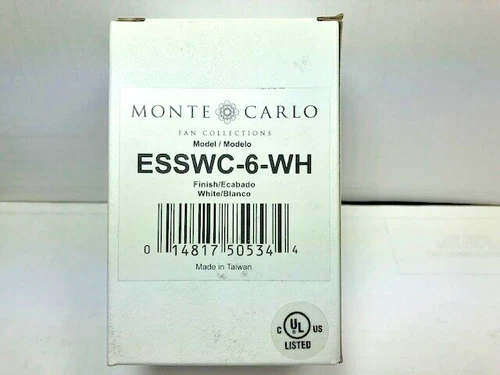 MONTE CARLO
FAN COLLECTIONS
Model / Modelo
ESSWC-6-WH
Finish/Ecabado
White/Blanco
0 14817 50534 4
Made in Taiwan
C UL US
LISTED